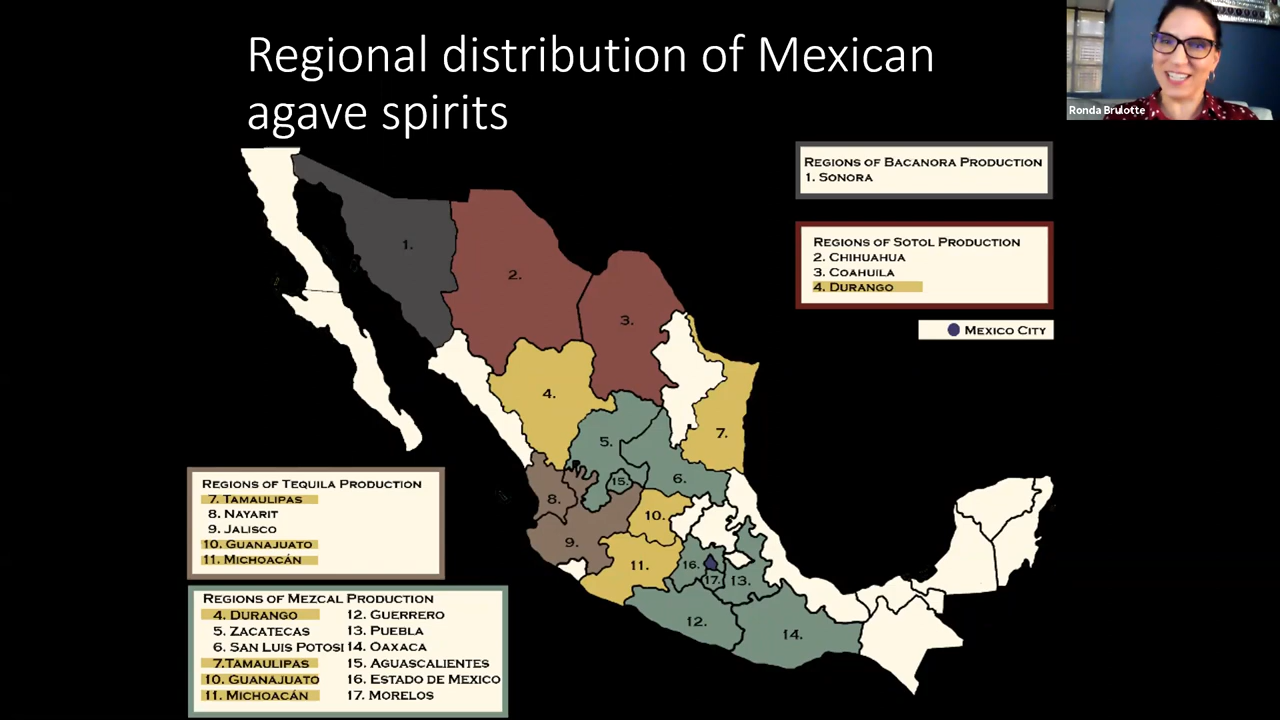 Regional distribution of Mexican
agave spirits
Ronda Brulotte
REGIONS OF BACANORA PRODUCTION
1. SONORA
REGIONS OF SOTOL PRODUCTION
2. CHIHUAHUA
3. COAHUILA
4. DURANGO
MEXICO CITY
1.
2.
3.
4.
5.
6.
7.
8.
9.
10.
11.
12.
13.
14.
15.
16.
17.
REGIONS OF TEQUILA PRODUCTION
7. TAMAULIPAS
8. NAYARIT
9. JALISCO
10. GUANAJUATO
11. MICHOACÁN
REGIONS OF MEZCAL PRODUCTION
4. DURANGO 12. GUERRERO
5. ZACATECAS 13. PUEBLA
6. SAN LUIS POTOSI 14. OAXACA
7.TAMAULIPAS 15. AGUASCALIENTES
10. GUANAJUATO 16. ESTADO DE MEXICO
11. MICHOACÁN 17. MORELOS